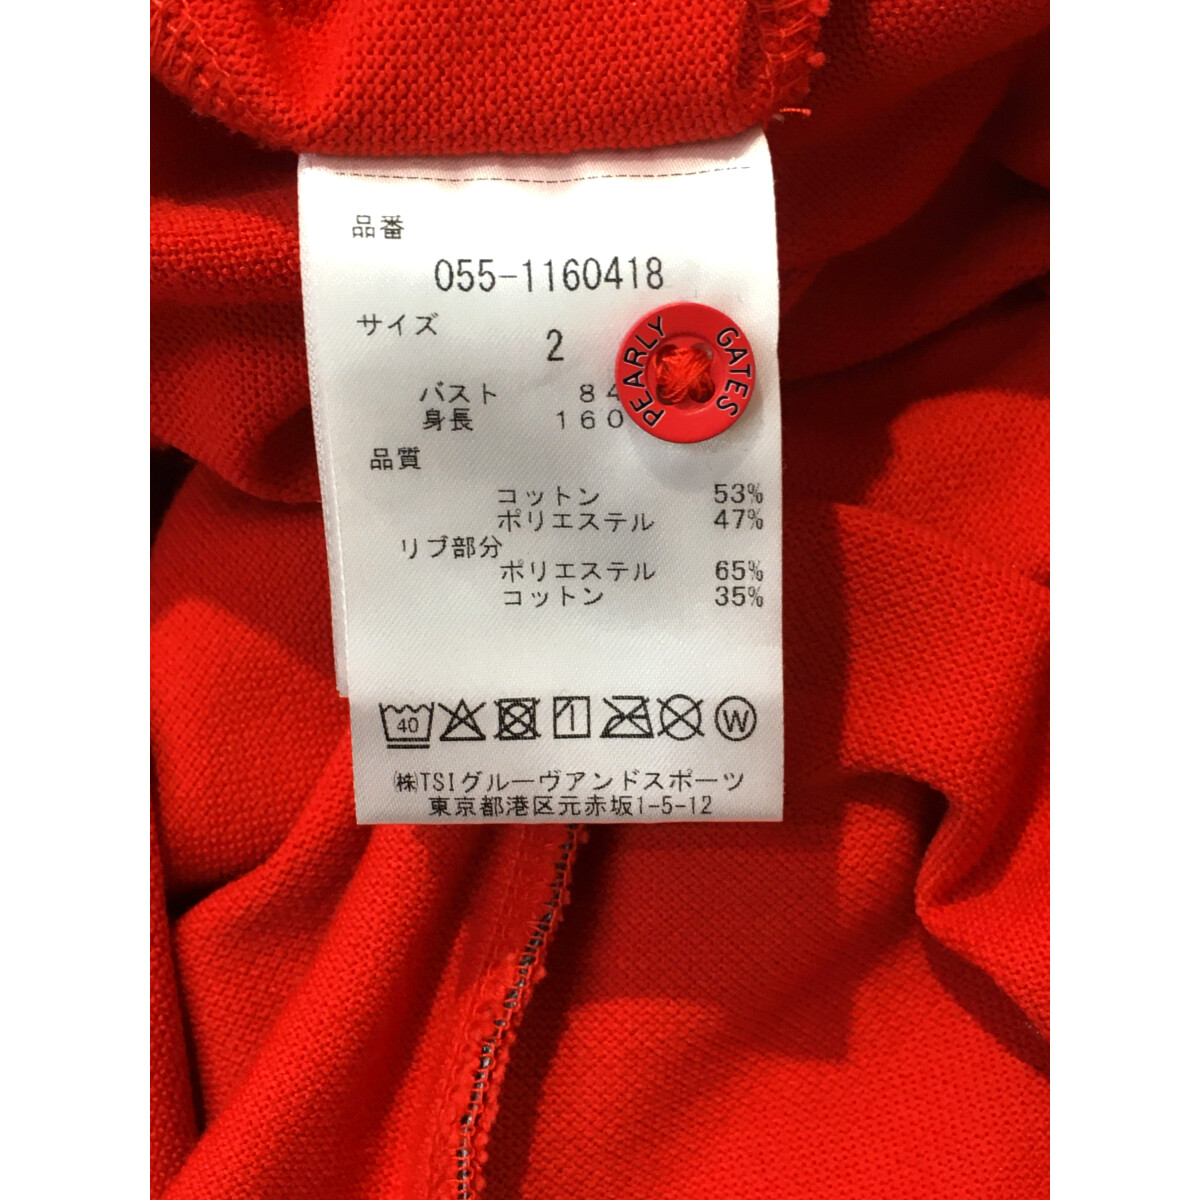 品番
055-1160418
サイズ
2
バスト 84
身長 160
PEARLY GATES
品質
コットン 53%
ポリエステル 47%
リブ部分
ポリエステル 65%
コットン 35%
40 W
㈱TSIグルーヴアンドスポーツ
東京都港区元赤坂1-5-12